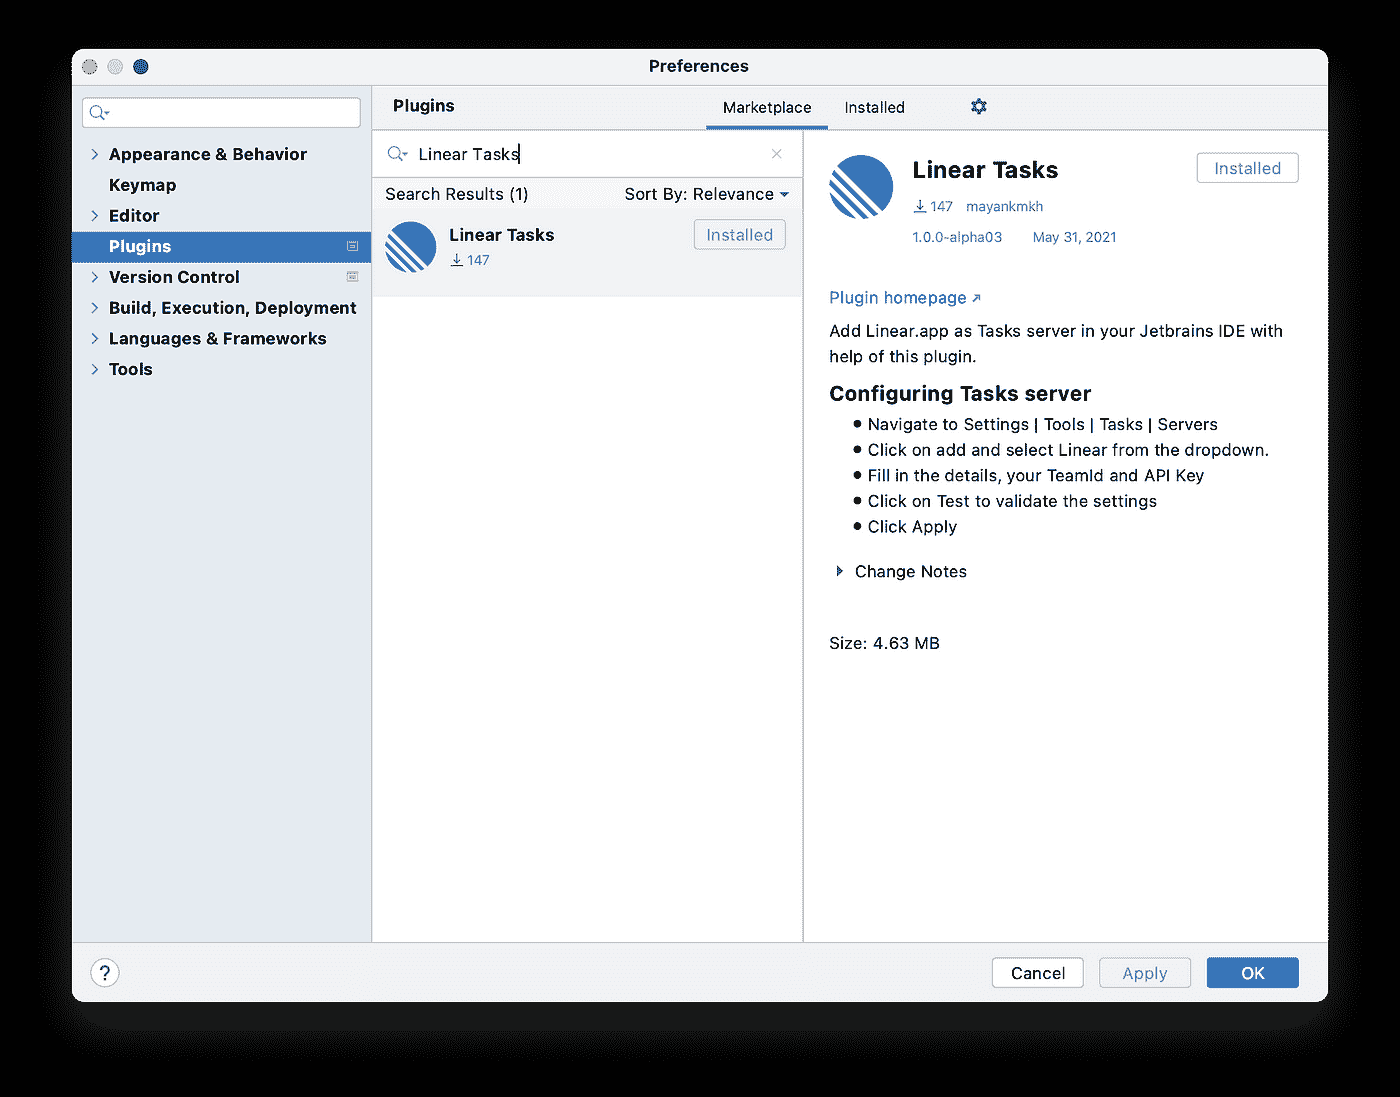 Preferences
Appearance & Behavior
Keymap
Editor
Plugins
Version Control
Build, Execution, Deployment
Languages & Frameworks
Tools
Plugins
Marketplace
Installed
Linear Tasks
Search Results (1)
Sort By: Relevance
Linear Tasks
147
Installed
Linear Tasks
Installed
147 mayankmkh
1.0.0-alpha03 May 31, 2021
Plugin homepage ↗
Add Linear.app as Tasks server in your Jetbrains IDE with
help of this plugin.
Configuring Tasks server
• Navigate to Settings | Tools | Tasks | Servers
• Click on add and select Linear from the dropdown.
• Fill in the details, your TeamId and API Key
• Click on Test to validate the settings
• Click Apply
Change Notes
Size: 4.63 MB
?
Cancel
Apply
OK